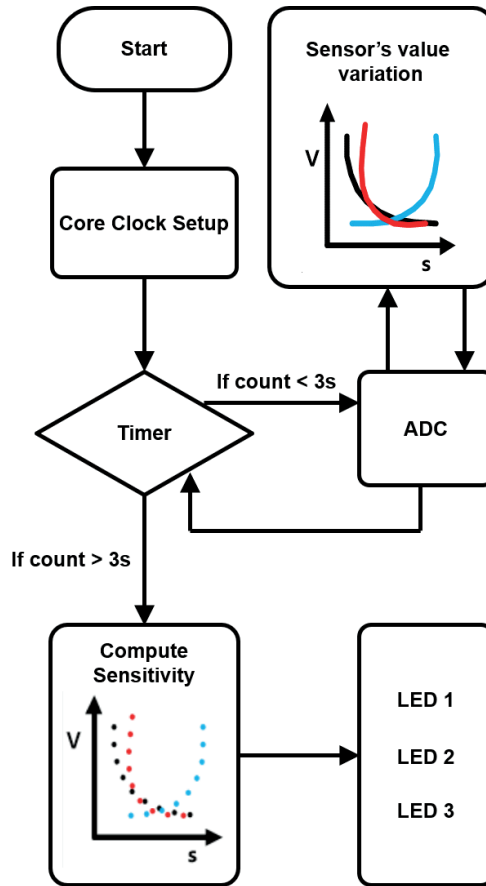 Start
Sensor's value
variation
V
s
Core Clock Setup
If count < 3s
Timer
ADC
If count > 3s
Compute
Sensitivity
V
s
LED 1
LED 2
LED 3